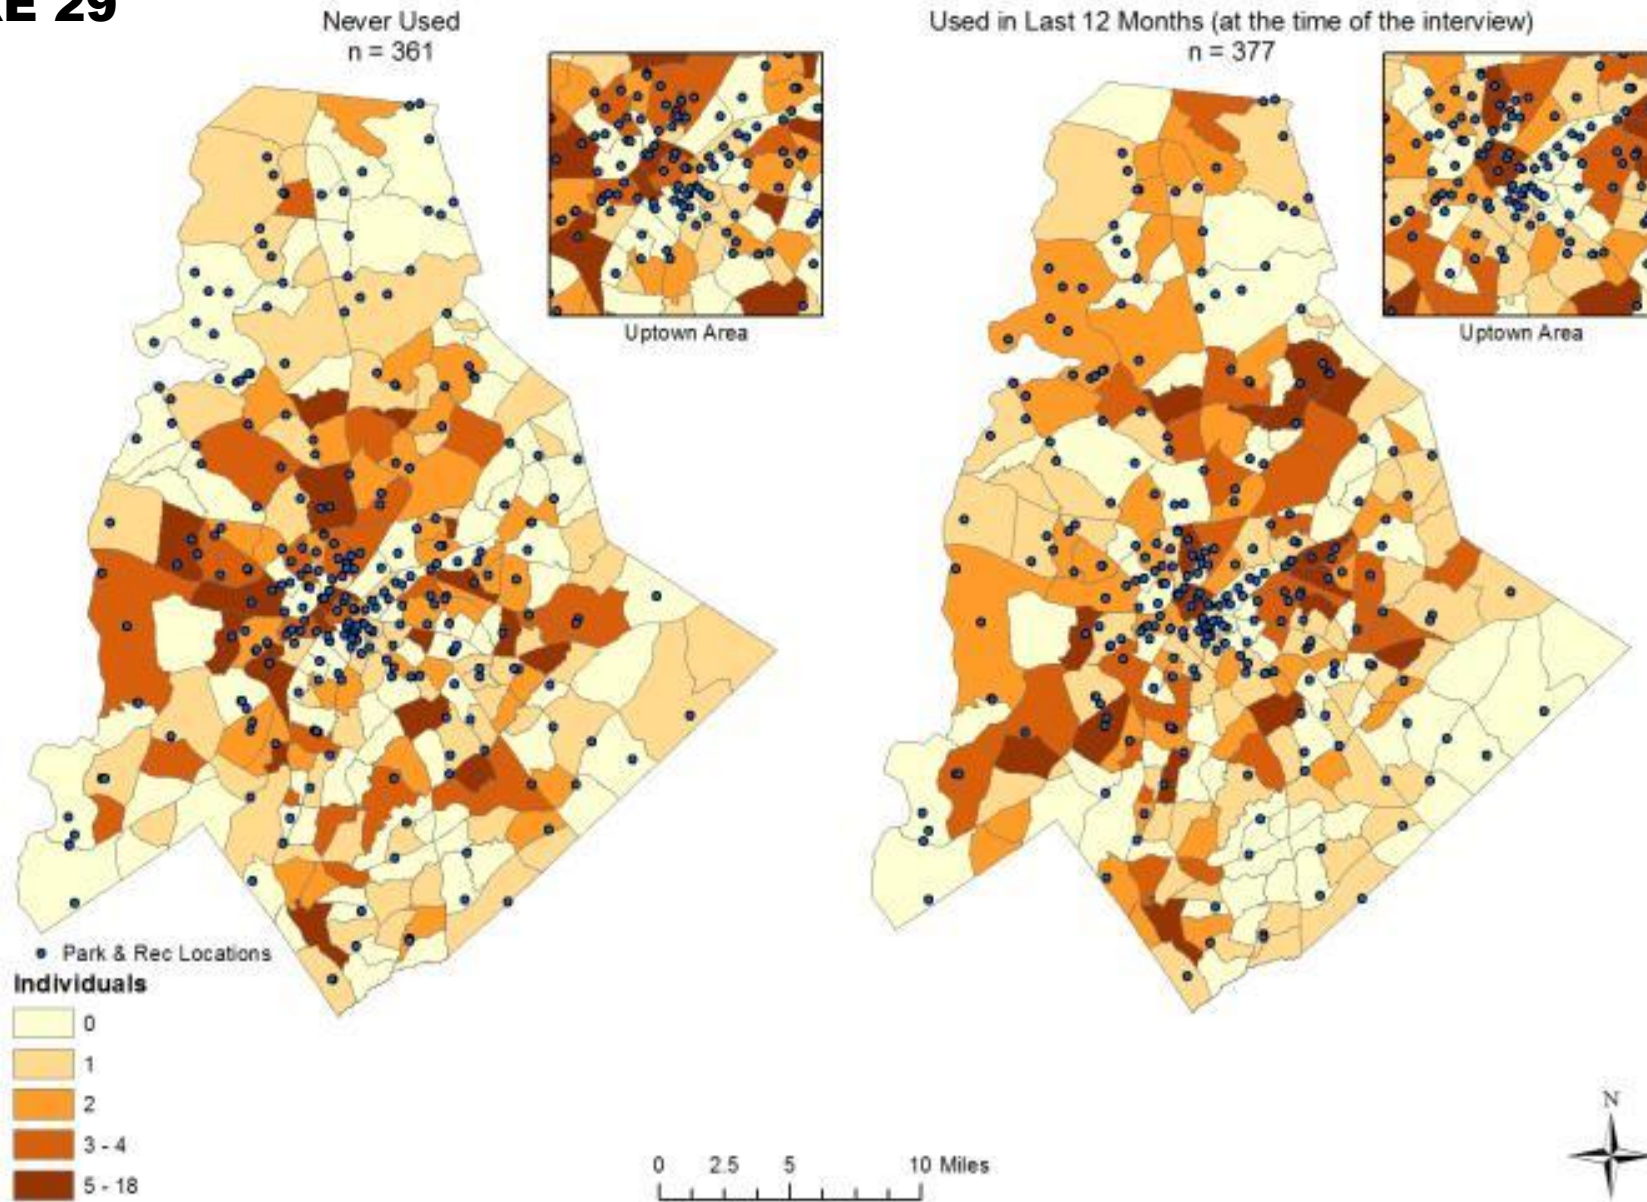 RE 29
Never Used
n = 361
Used in Last 12 Months (at the time of the interview)
n = 377
Uptown Area
Uptown Area
Park & Rec Locations
Individuals
0
1
2
3 - 4
5 - 18
0 2.5 5 10 Miles
N